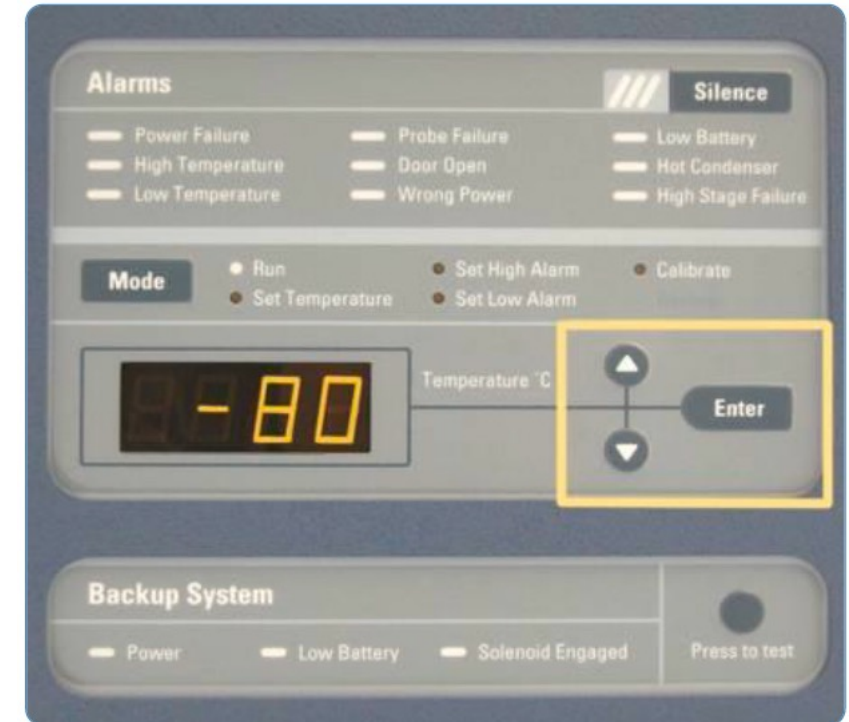 Alarms
Silence
Power Failure
Probe Failure
Low Battery
High Temperature
Door Open
Hot Condenser
Low Temperature
Wrong Power
High Stage Failure
Mode
Run
Set High Alarm
Calibrate
Set Temperature
Set Low Alarm
-80
Temperature °C
Enter
Backup System
Power
Low Battery
Solenoid Engaged
Press to test